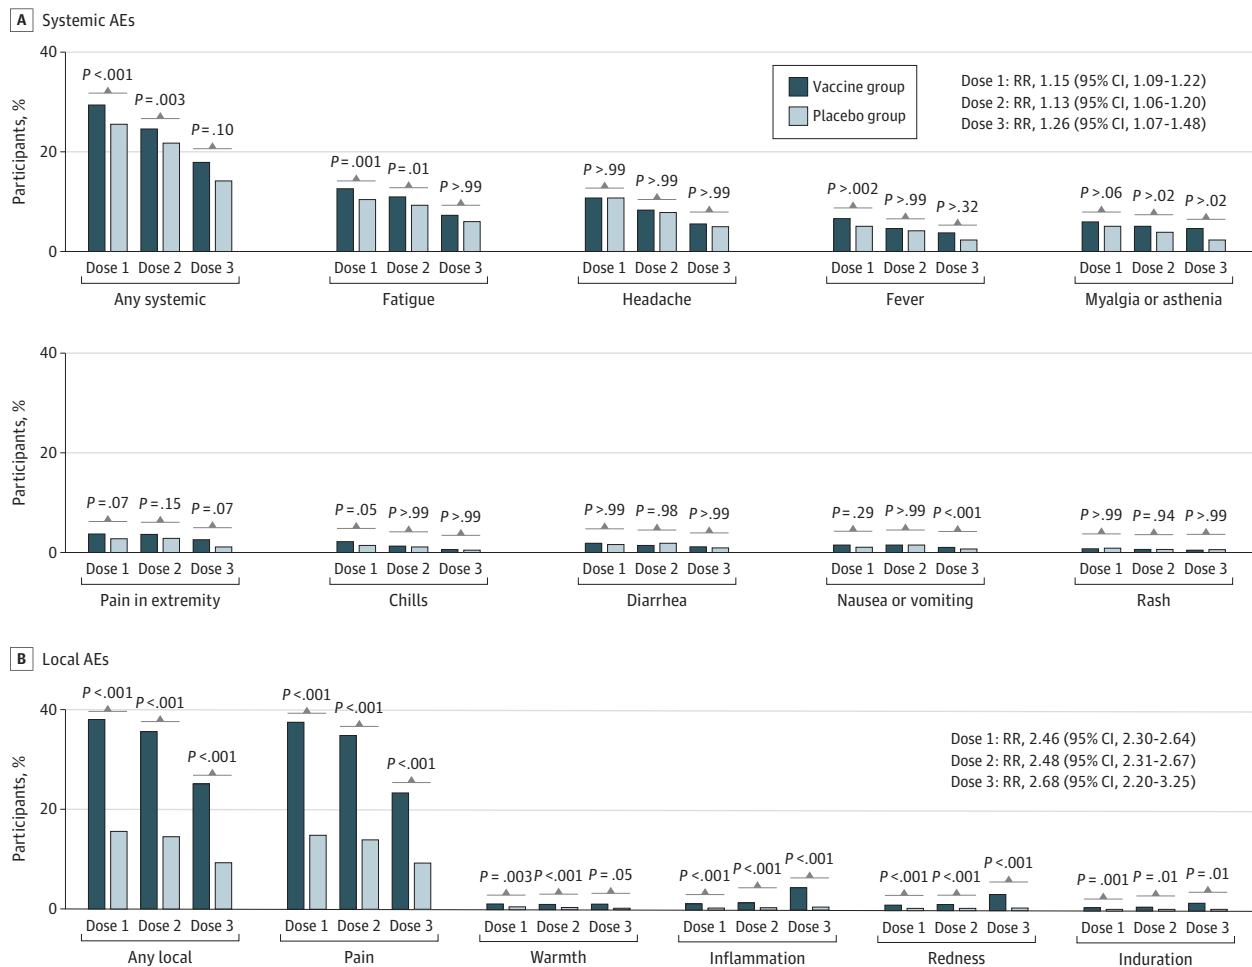 A Systemic AEs
40
20
0
Participants, %
P <.001
P = .003
P = .10
Dose 1 Dose 2 Dose 3
Any systemic
P = .001
P = .01
P >.99
Dose 1 Dose 2 Dose 3
Fatigue
P >.99
P >.99
P >.99
Dose 1 Dose 2 Dose 3
Headache
P >.002
P >.99
P >.32
Dose 1 Dose 2 Dose 3
Fever
P >.06
P >.02
P >.02
Dose 1 Dose 2 Dose 3
Myalgia or asthenia
Vaccine group
Placebo group
Dose 1: RR, 1.15 (95% CI, 1.09-1.22)
Dose 2: RR, 1.13 (95% CI, 1.06-1.20)
Dose 3: RR, 1.26 (95% CI, 1.07-1.48)
40
20
0
Participants, %
P = .07
P = .15
P = .07
Dose 1 Dose 2 Dose 3
Pain in extremity
P = .05
P >.99
P >.99
Dose 1 Dose 2 Dose 3
Chills
P >.99
P = .98
P >.99
Dose 1 Dose 2 Dose 3
Diarrhea
P = .29
P >.99
P <.001
Dose 1 Dose 2 Dose 3
Nausea or vomiting
P >.99
P = .94
P >.99
Dose 1 Dose 2 Dose 3
Rash
B Local AEs
40
20
0
Participants, %
P <.001
P <.001
P <.001
Dose 1 Dose 2 Dose 3
Any local
P <.001
P <.001
P <.001
Dose 1 Dose 2 Dose 3
Pain
P = .003
P <.001
P = .05
Dose 1 Dose 2 Dose 3
Warmth
P <.001
P <.001
P <.001
Dose 1 Dose 2 Dose 3
Inflammation
P <.001
P <.001
P <.001
Dose 1 Dose 2 Dose 3
Redness
P = .001
P = .01
P = .01
Dose 1 Dose 2 Dose 3
Induration
Dose 1: RR, 2.46 (95% CI, 2.30-2.64)
Dose 2: RR, 2.48 (95% CI, 2.31-2.67)
Dose 3: RR, 2.68 (95% CI, 2.20-3.25)